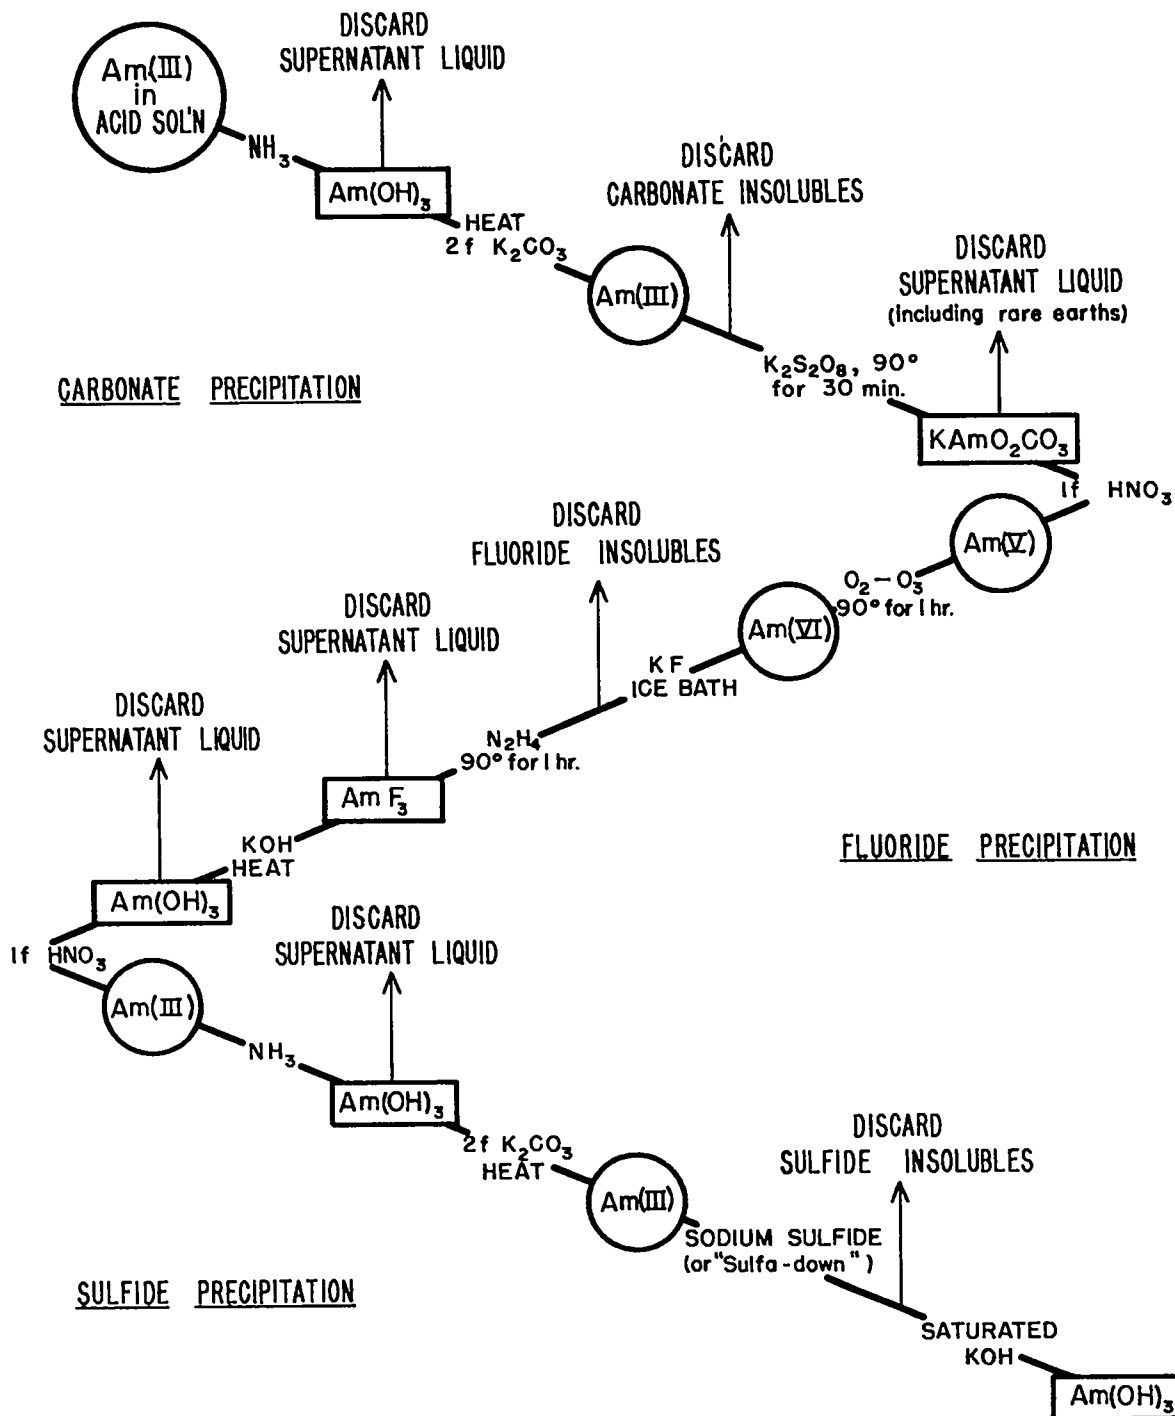 Am(III)
in
ACID SOL'N
NH₃
DISCARD
SUPERNATANT LIQUID
Am(OH)₃
HEAT
2f K₂CO₃
Am(III)
DISCARD
CARBONATE INSOLUBLES
K₂S₂O₈, 90°
for 30 min.
DISCARD
SUPERNATANT LIQUID
(including rare earths)
KAmO₂CO₃
CARBONATE PRECIPITATION
1f HNO₃
Am(V)
O₂-O₃
90° for 1 hr.
Am(VI)
KF
ICE BATH
DISCARD
FLUORIDE INSOLUBLES
N₂H₄
90° for 1 hr.
DISCARD
SUPERNATANT LIQUID
AmF₃
KOH
HEAT
DISCARD
SUPERNATANT LIQUID
Am(OH)₃
FLUORIDE PRECIPITATION
1f HNO₃
Am(III)
NH₃
DISCARD
SUPERNATANT LIQUID
Am(OH)₃
2f K₂CO₃
HEAT
Am(III)
SODIUM SULFIDE
(or "Sulfa-down")
DISCARD
SULFIDE INSOLUBLES
SULFIDE PRECIPITATION
SATURATED
KOH
Am(OH)₃